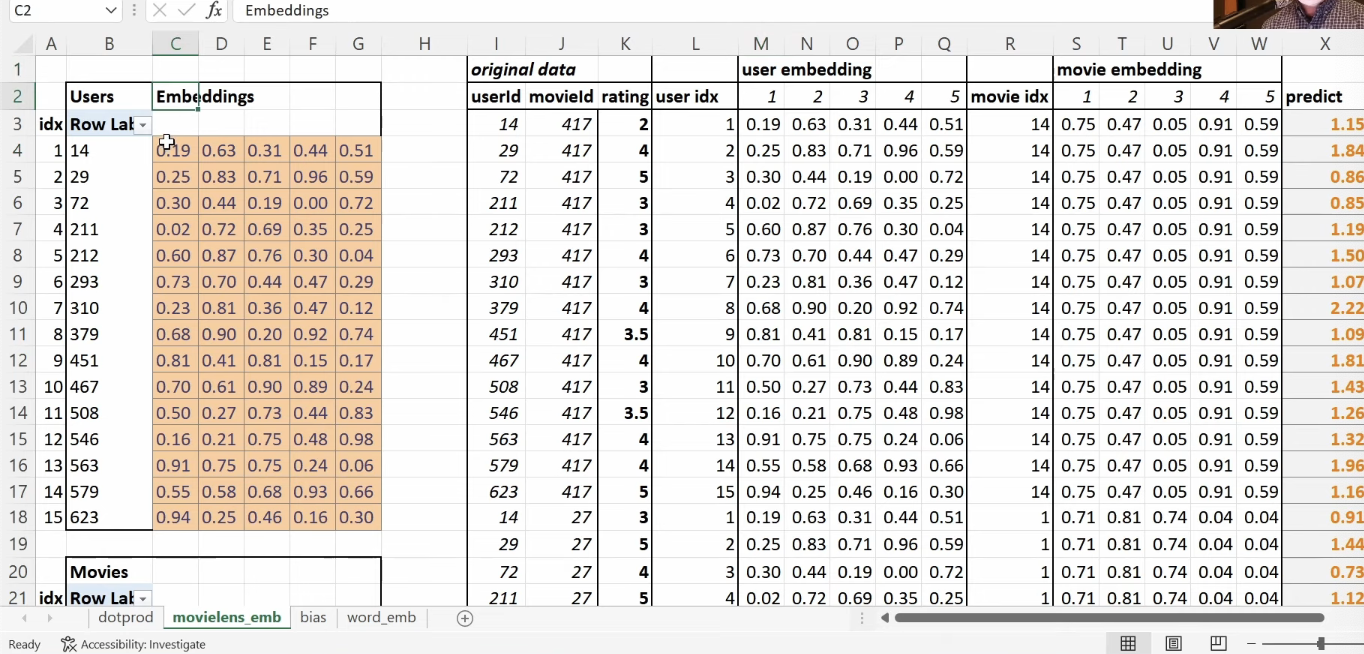 C2 fx Embeddings
A B C D E F G H I J K L M N O P Q R S T U V W X
1 original data user embedding movie embedding
2 Users Embeddings userId movieId rating user idx 1 2 3 4 5 movie idx 1 2 3 4 5 predict
3 idx Row Lab 14 417 2 1 0.19 0.63 0.31 0.44 0.51 14 0.75 0.47 0.05 0.91 0.59 1.15
4 1 14 0.19 0.63 0.31 0.44 0.51 29 417 4 2 0.25 0.83 0.71 0.96 0.59 14 0.75 0.47 0.05 0.91 0.59 1.84
5 2 29 0.25 0.83 0.71 0.96 0.59 72 417 5 3 0.30 0.44 0.19 0.00 0.72 14 0.75 0.47 0.05 0.91 0.59 0.86
6 3 72 0.30 0.44 0.19 0.00 0.72 211 417 3 4 0.02 0.72 0.69 0.35 0.25 14 0.75 0.47 0.05 0.91 0.59 0.85
7 4 211 0.02 0.72 0.69 0.35 0.25 212 417 3 5 0.60 0.87 0.76 0.30 0.04 14 0.75 0.47 0.05 0.91 0.59 1.19
8 5 212 0.60 0.87 0.76 0.30 0.04 293 417 4 6 0.73 0.70 0.44 0.47 0.29 14 0.75 0.47 0.05 0.91 0.59 1.50
9 6 293 0.73 0.70 0.44 0.47 0.29 310 417 3 7 0.23 0.81 0.36 0.47 0.12 14 0.75 0.47 0.05 0.91 0.59 1.07
10 7 310 0.23 0.81 0.36 0.47 0.12 379 417 4 8 0.68 0.90 0.20 0.92 0.74 14 0.75 0.47 0.05 0.91 0.59 2.22
11 8 379 0.68 0.90 0.20 0.92 0.74 451 417 3.5 9 0.81 0.41 0.81 0.15 0.17 14 0.75 0.47 0.05 0.91 0.59 1.09
12 9 451 0.81 0.41 0.81 0.15 0.17 467 417 4 10 0.70 0.61 0.90 0.89 0.24 14 0.75 0.47 0.05 0.91 0.59 1.81
13 10 467 0.70 0.61 0.90 0.89 0.24 508 417 3 11 0.50 0.27 0.73 0.44 0.83 14 0.75 0.47 0.05 0.91 0.59 1.43
14 11 508 0.50 0.27 0.73 0.44 0.83 546 417 3.5 12 0.16 0.21 0.75 0.48 0.98 14 0.75 0.47 0.05 0.91 0.59 1.26
15 12 546 0.16 0.21 0.75 0.48 0.98 563 417 4 13 0.91 0.75 0.75 0.24 0.06 14 0.75 0.47 0.05 0.91 0.59 1.32
16 13 563 0.91 0.75 0.75 0.24 0.06 579 417 4 14 0.55 0.58 0.68 0.93 0.66 14 0.75 0.47 0.05 0.91 0.59 1.96
17 14 579 0.55 0.58 0.68 0.93 0.66 623 417 5 15 0.94 0.25 0.46 0.16 0.30 14 0.75 0.47 0.05 0.91 0.59 1.16
18 15 623 0.94 0.25 0.46 0.16 0.30 14 27 3 1 0.19 0.63 0.31 0.44 0.51 1 0.71 0.81 0.74 0.04 0.04 0.91
19 29 27 5 2 0.25 0.83 0.71 0.96 0.59 1 0.71 0.81 0.74 0.04 0.04 1.44
20 Movies 72 27 4 3 0.30 0.44 0.19 0.00 0.72 1 0.71 0.81 0.74 0.04 0.04 0.73
21 idx Row Lab 211 27 5 4 0.02 0.72 0.69 0.35 0.25 1 0.71 0.81 0.74 0.04 0.04 1.12
dotprod movielens_emb bias word_emb
Ready Accessibility: Investigate